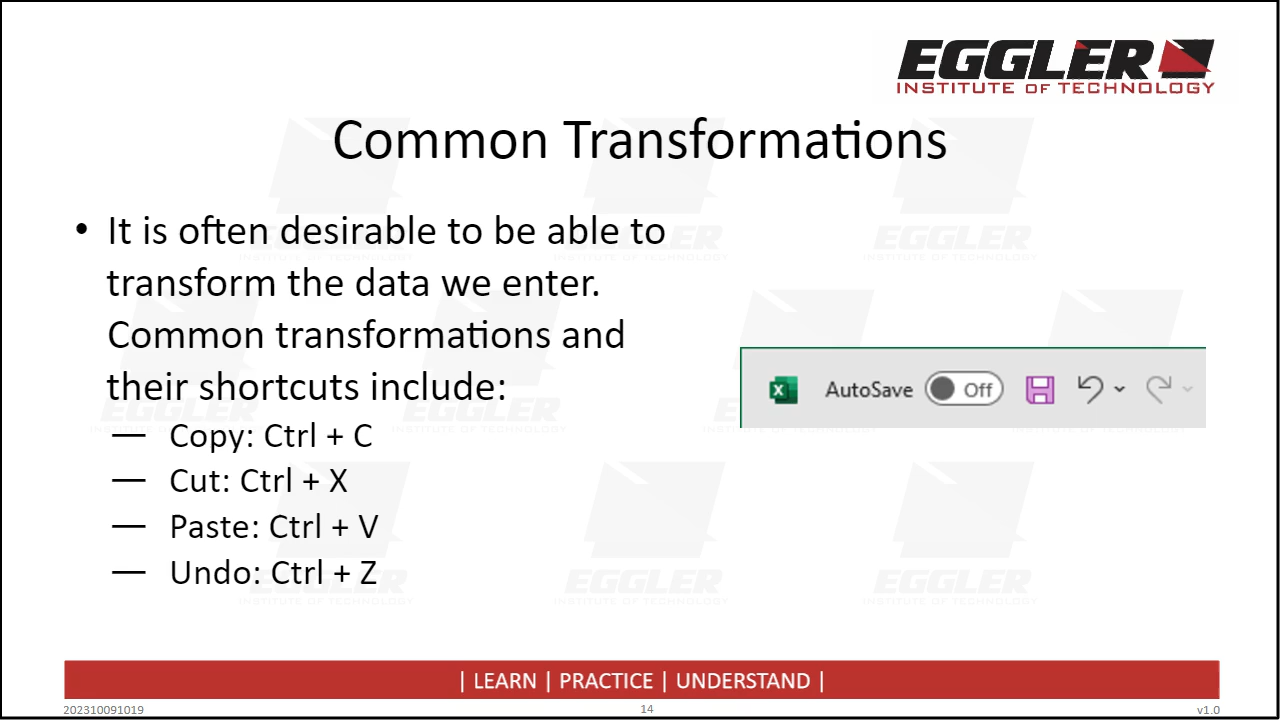 EGGLER
INSTITUTE OF TECHNOLOGY
Common Transformations
• It is often desirable to be able to
transform the data we enter.
Common transformations and
their shortcuts include:
— Copy: Ctrl + C
— Cut: Ctrl + X
— Paste: Ctrl + V
— Undo: Ctrl + Z
X AutoSave Off
| LEARN | PRACTICE | UNDERSTAND |
202310091019 14 v1.0